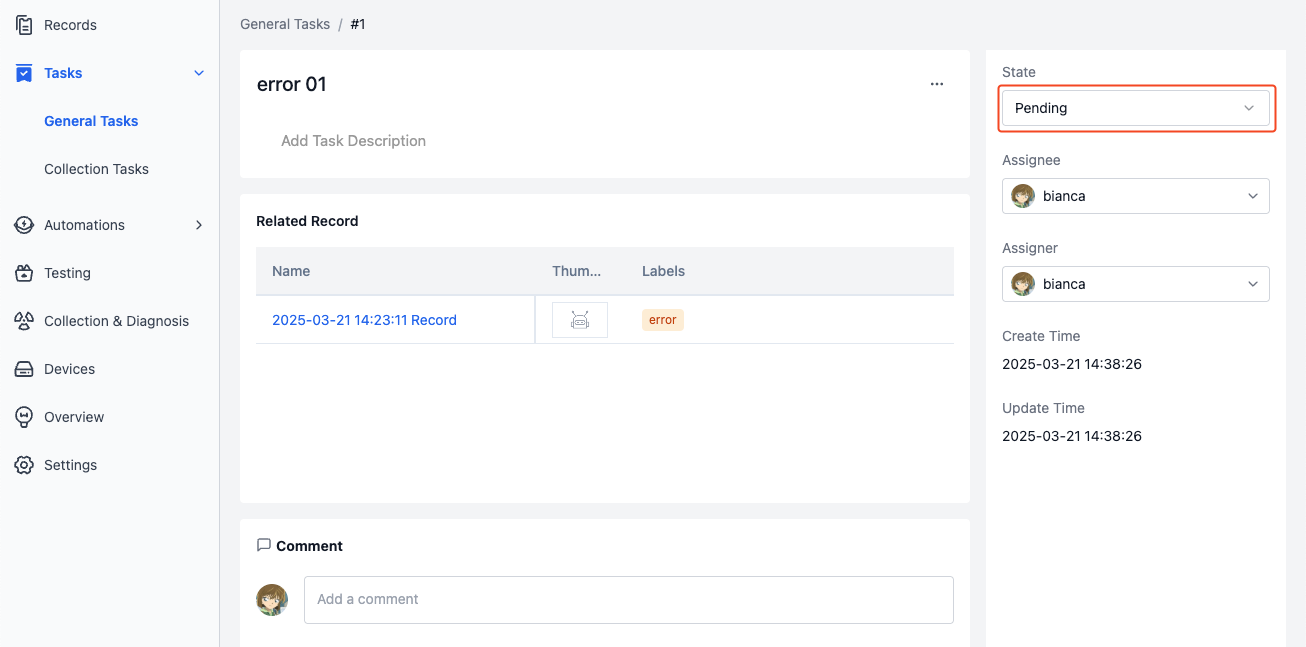 Records
Tasks
General Tasks
Collection Tasks
Automations
Testing
Collection & Diagnosis
Devices
Overview
Settings
General Tasks / #1
error 01
Add Task Description
Related Record
Name Thum... Labels
2025-03-21 14:23:11 Record error
Comment
Add a comment
State
Pending
Assignee
bianca
Assigner
bianca
Create Time
2025-03-21 14:38:26
Update Time
2025-03-21 14:38:26